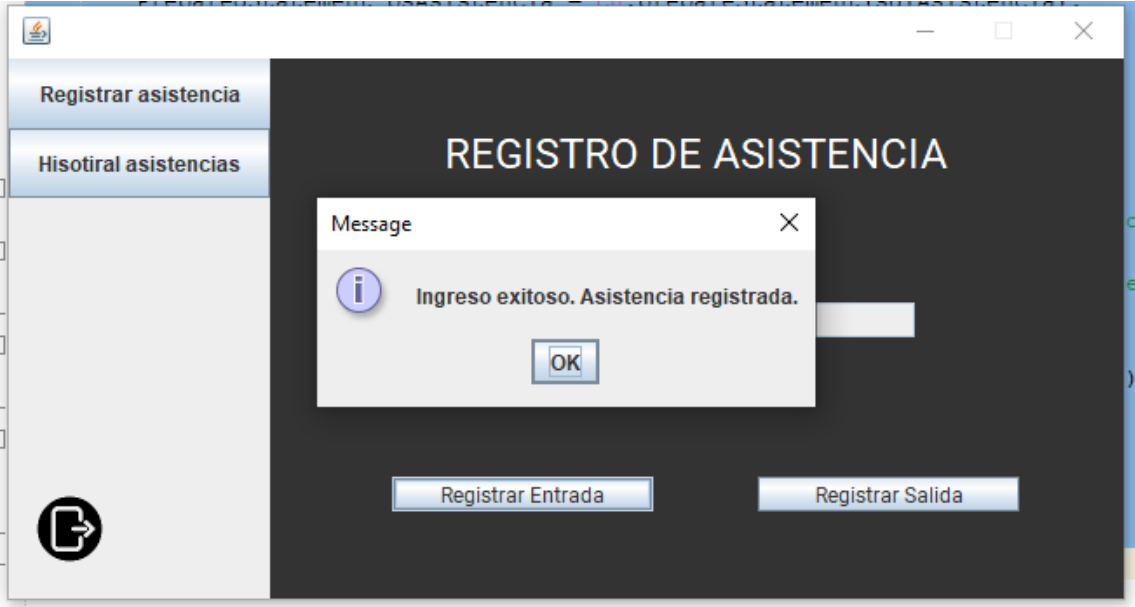 Registrar asistencia
Hisotiral asistencias
REGISTRO DE ASISTENCIA
Message
Ingreso exitoso. Asistencia registrada.
OK
Registrar Entrada
Registrar Salida